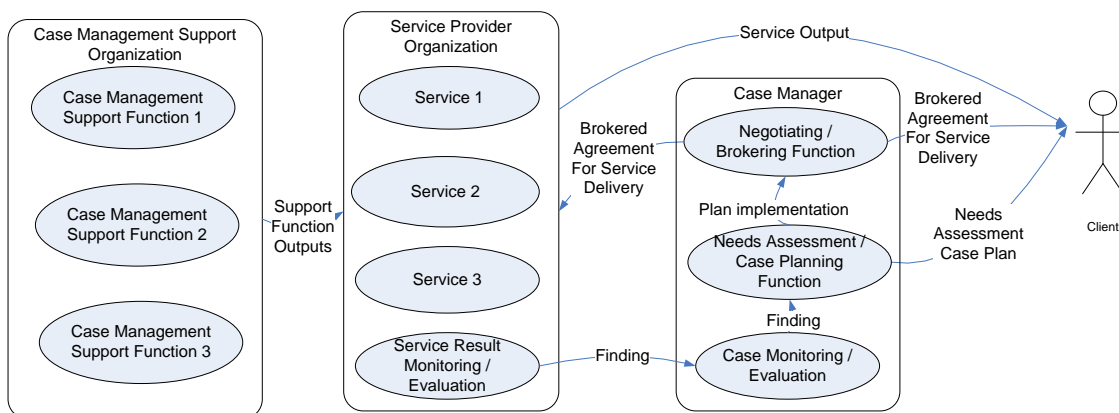 Case Management Support
Organization
Case Management
Support Function 1
Case Management
Support Function 2
Case Management
Support Function 3
Support
Function
Outputs
Service Provider
Organization
Service 1
Service 2
Service 3
Service Result
Monitoring /
Evaluation
Finding
Service Output
Brokered
Agreement
For Service
Delivery
Case Manager
Negotiating /
Brokering Function
Plan implementation
Needs Assessment /
Case Planning
Function
Finding
Case Monitoring /
Evaluation
Brokered
Agreement
For Service
Delivery
Needs
Assessment
Case Plan
Client